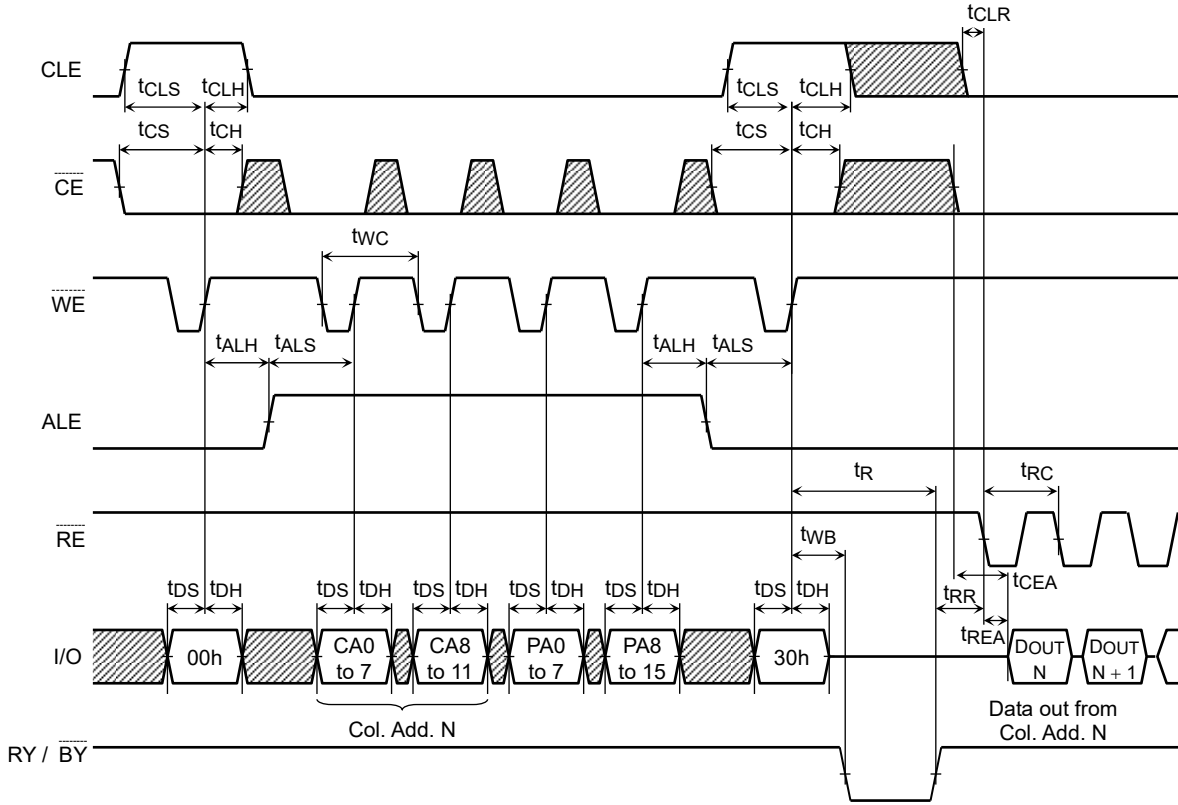 tCLR
CLE
tCLS tCLH tCLS tCLH
tCS tCH tCS tCH
CE
tWC
WE
tALH tALS tALH tALS
ALE
tR tRC
RE
tWB
tDS tDH tDS tDH tDS tDH tDS tDH tDS tDH tDS tDH tCEA
tRR
tREA
I/O
00h
CA0
to 7
CA8
to 11
PA0
to 7
PA8
to 15
30h
DOUT
N
DOUT
N + 1
Col. Add. N
Data out from
Col. Add. N
RY / BY